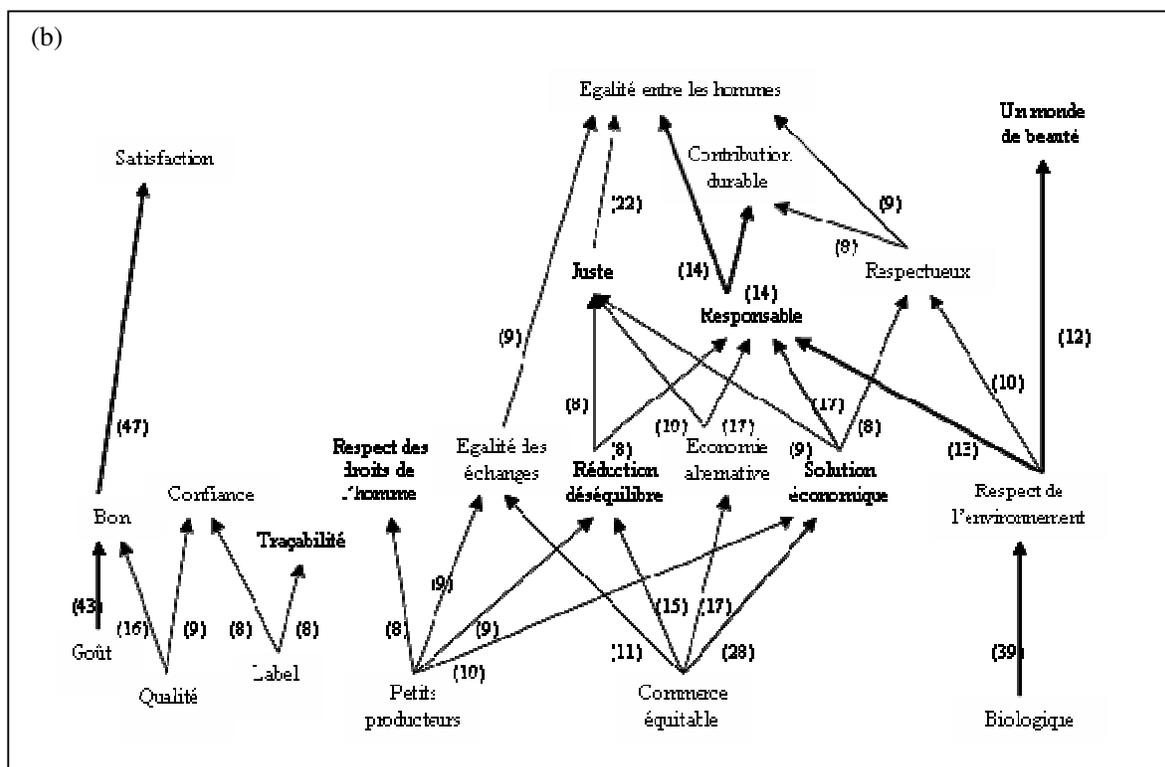 (b)
Egalité entre les hommes
Un monde
de beauté
Satisfaction
Contribution
durable
(22)
(9)
(8)
Juste
(14)
Respectueux
(14)
Responsable
(9)
(12)
(10)
(47)
(8)
(17)
(8)
(17)
(8)
(9)
(13)
Respect des
droits de
l'homme
Egalité des
échanges
Réduction
déséquilibre
Economie
alternative
Solution
économique
Confiance
Bon
Respect de
l'environnement
Traçabilité
(43)
(16)
(9)
(8)
(8)
(8)
(9)
(9)
(15)
(17)
(11)
(28)
(39)
Goût
Label
Qualité
Petits
producteurs
Commerce
équitable
Biologique